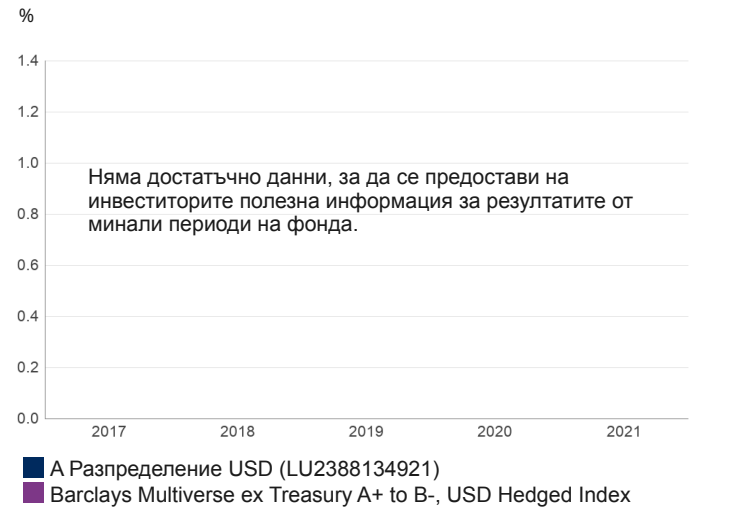 %
1.4
1.2
1.0
Няма достатъчно данни, за да се предостави на
инвеститорите полезна информация за резултатите от
минали периоди на фонда.
0.8
0.6
0.4
0.2
0.0
2017 2018 2019 2020 2021
A Разпределение USD (LU2388134921)
Barclays Multiverse ex Treasury A+ to B-, USD Hedged Index